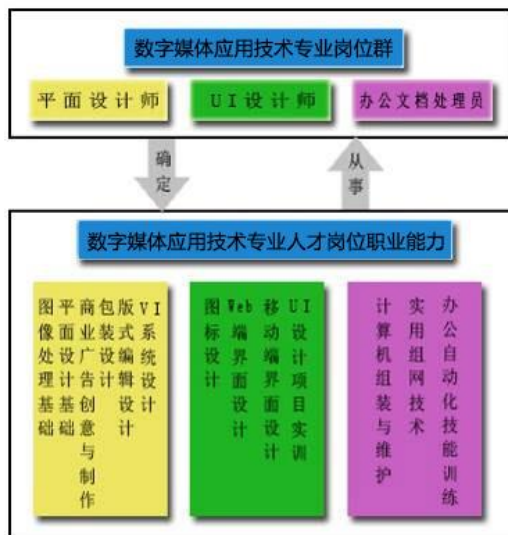 数字媒体应用技术专业岗位群
平面设计师
UI设计师
办公文档处理员
确定
从事
数字媒体应用技术专业人才岗位职业能力
图像处理基础
平面设计基础
商业广告创意与制作
包装设计
版式编辑设计
VI系统设计
图标设计
Web端界面设计
移动端界面设计
UI设计项目实训
计算机组装与维护
实用组网技术
办公自动化技能训练